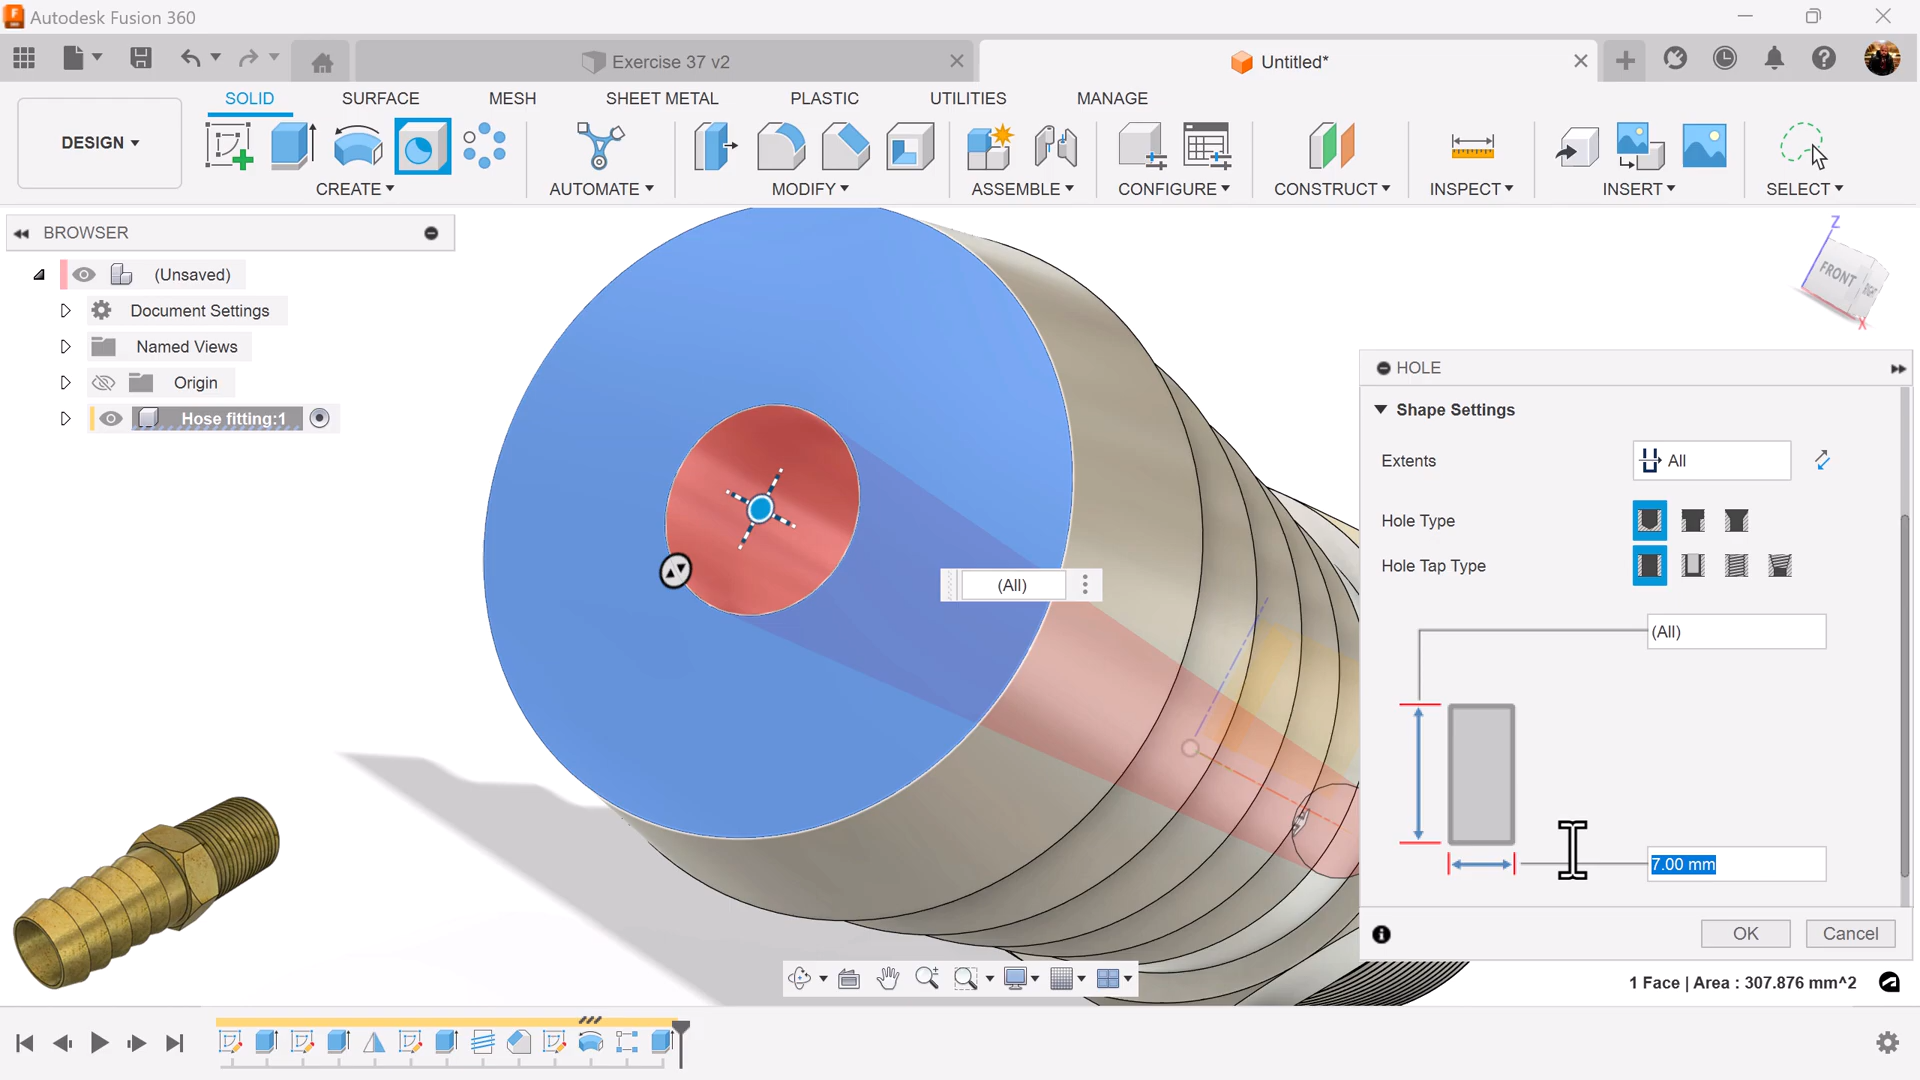 Autodesk Fusion 360
Exercise 37 v2
Untitled*
SOLID
SURFACE
MESH
SHEET METAL
PLASTIC
UTILITIES
MANAGE
DESIGN
CREATE
AUTOMATE
MODIFY
ASSEMBLE
CONFIGURE
CONSTRUCT
INSPECT
INSERT
SELECT
BROWSER
(Unsaved)
Document Settings
Named Views
Origin
Hose fitting:1
Z
FRONT
X
(All)
HOLE
Shape Settings
Extents
All
Hole Type
Hole Tap Type
(All)
7.00 mm
OK
Cancel
1 Face | Area : 307.876 mm^2